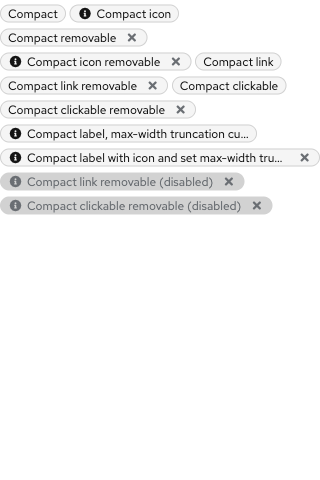 Compact Compact icon
Compact removable
Compact icon removable Compact link
Compact link removable Compact clickable
Compact clickable removable
Compact label, max-width truncation cu...
Compact label with icon and set max-width tru...
Compact link removable (disabled)
Compact clickable removable (disabled)